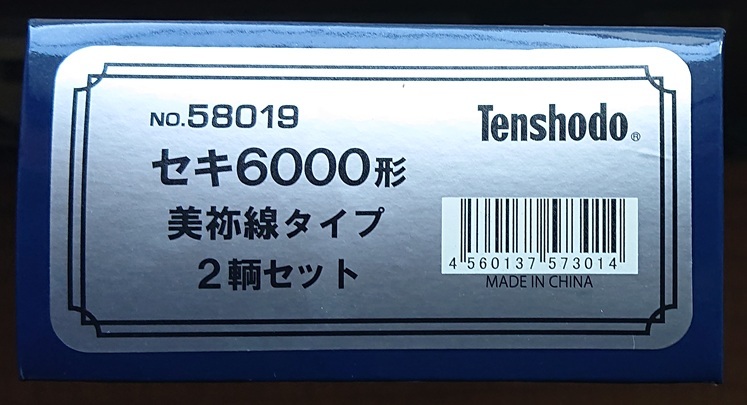 NO.58019
Tenshodo®
セキ6000形
美祢線タイプ
2輌セット
4 560137 573014
MADE IN CHINA